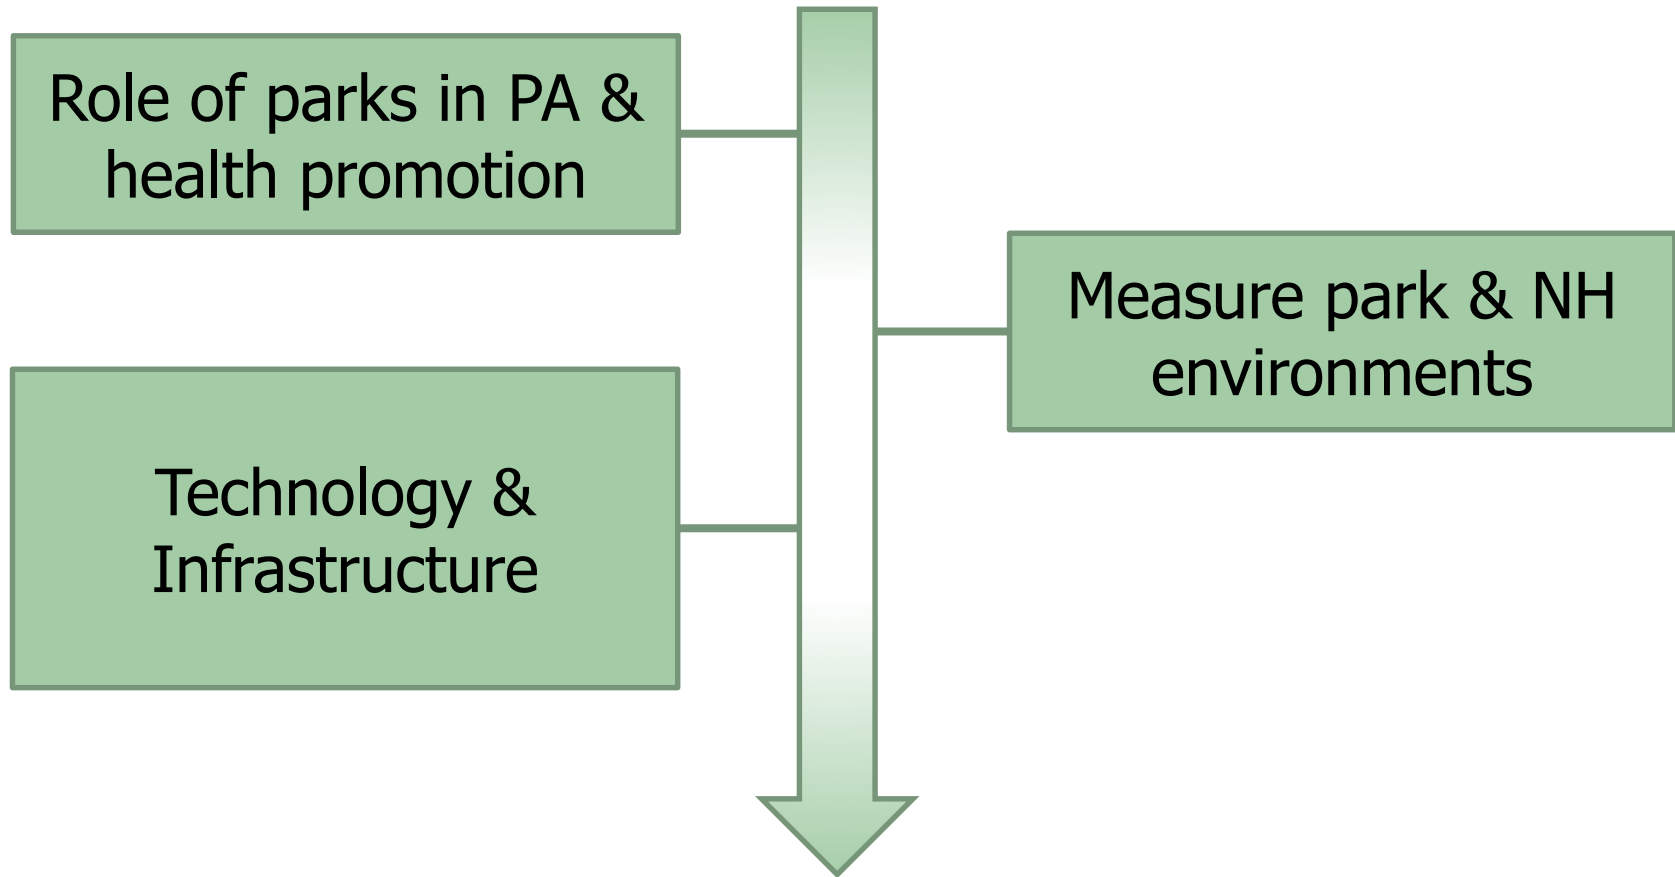 Role of parks in PA &
health promotion
Measure park & NH
environments
Technology &
Infrastructure